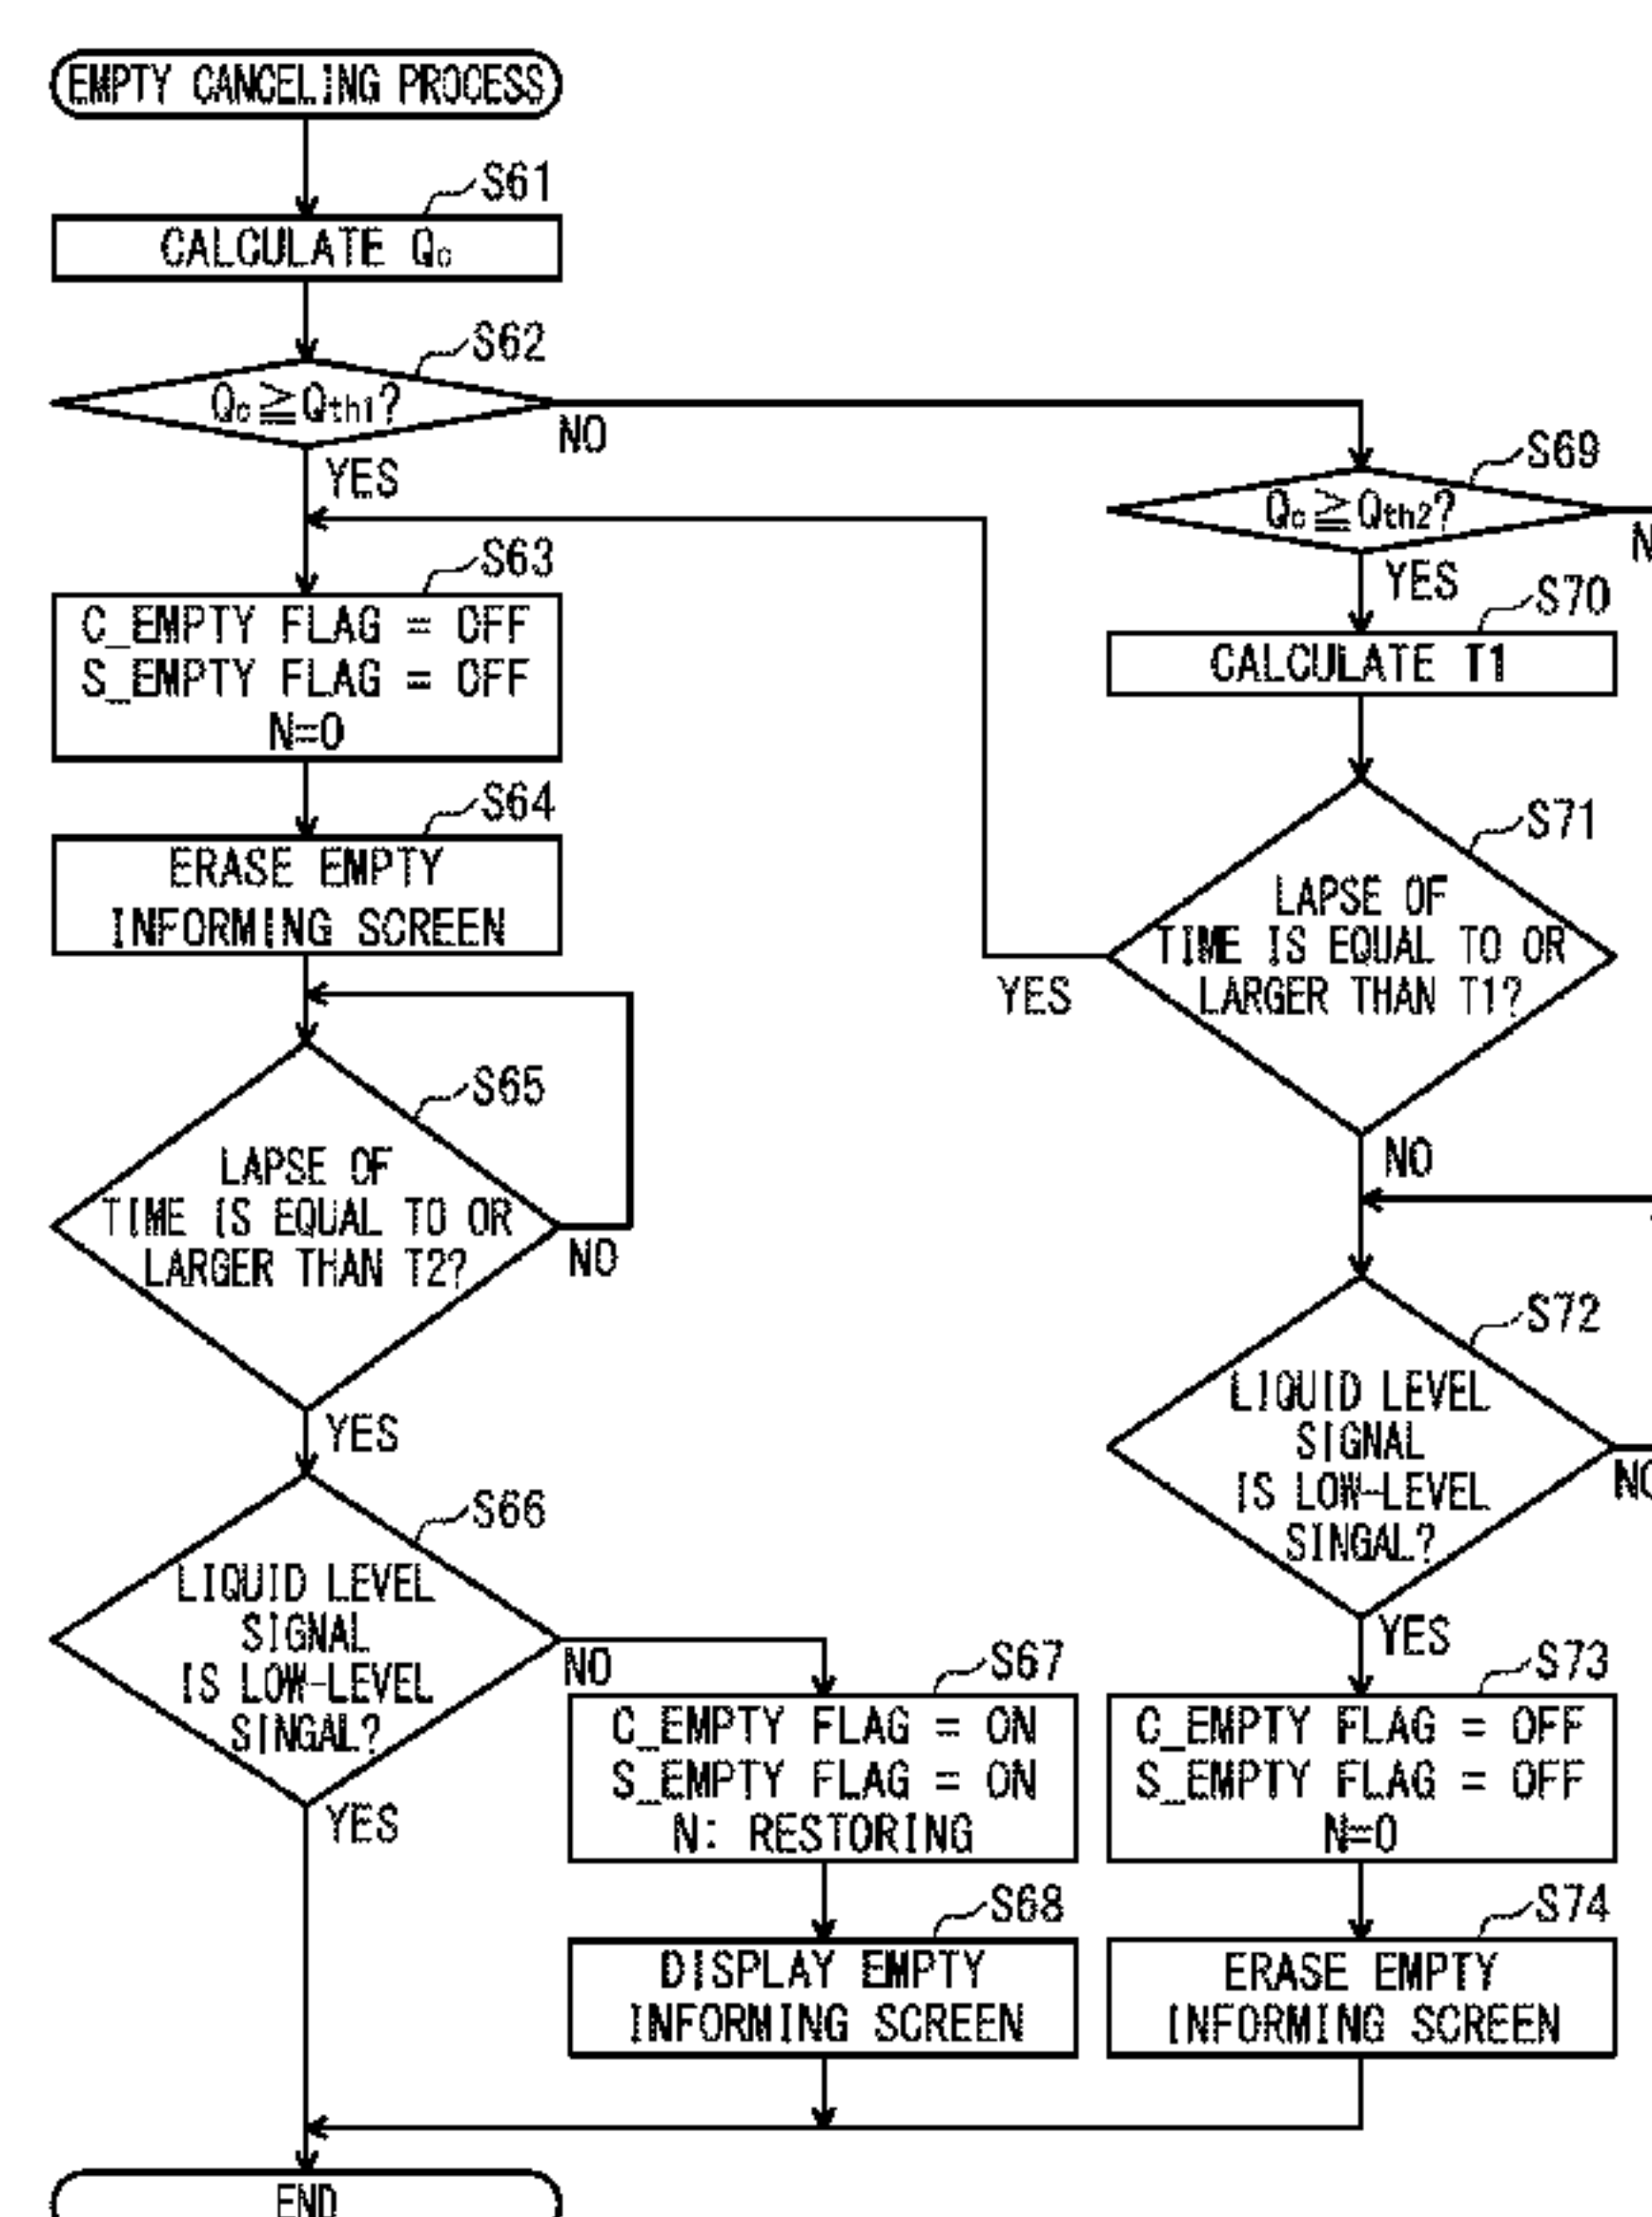 EMPTY CANCELING PROCESS
S61
CALCULATE Qc
S62
Qc≧Qth1?
NO
YES
S63
C_EMPTY FLAG = OFF
S_EMPTY FLAG = OFF
N=0
S64
ERASE EMPTY
INFORMING SCREEN
S65
LAPSE OF
TIME IS EQUAL TO OR
LARGER THAN T2?
NO
YES
S66
LIQUID LEVEL
SIGNAL
IS LOW-LEVEL
SINGAL?
NO
YES
S67
C_EMPTY FLAG = ON
S_EMPTY FLAG = ON
N: RESTORING
S68
DISPLAY EMPTY
INFORMING SCREEN
S69
Qc≧Qth2?
N
YES
S70
CALCULATE T1
S71
LAPSE OF
TIME IS EQUAL TO OR
LARGER THAN T1?
YES
NO
S72
LIQUID LEVEL
SIGNAL
IS LOW-LEVEL
SINGAL?
NO
YES
S73
C_EMPTY FLAG = OFF
S_EMPTY FLAG = OFF
N=0
S74
ERASE EMPTY
INFORMING SCREEN
END